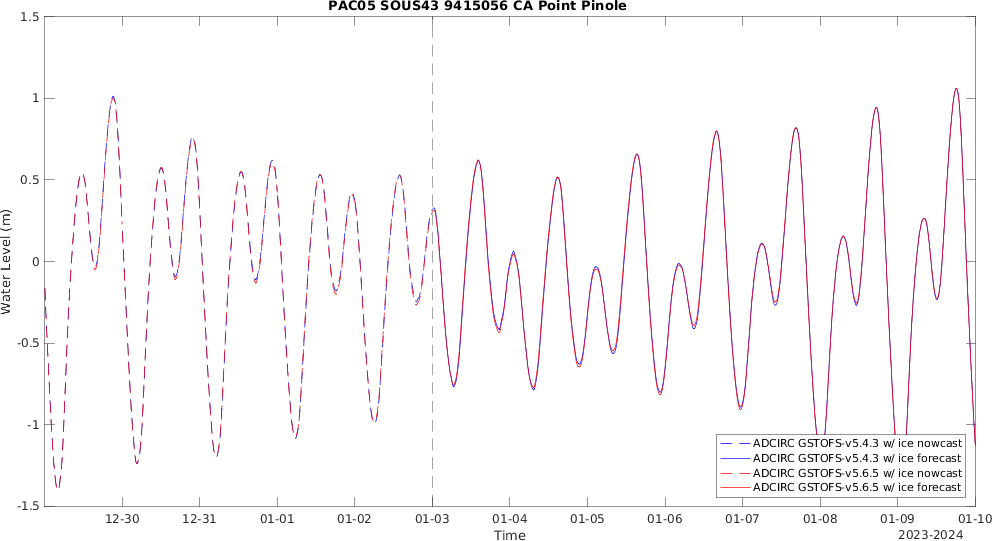 PAC05 SOUS43 9415056 CA Point Pinole
1.5
1
0.5
0
-0.5
-1
-1.5
Water Level (m)
12-30 12-31 01-01 01-02 01-03 01-04 01-05 01-06 01-07 01-08 01-09 01-10
Time
2023-2024
ADCIRC GSTOFS-v5.4.3 w/ ice nowcast
ADCIRC GSTOFS-v5.4.3 w/ ice forecast
ADCIRC GSTOFS-v5.6.5 w/ ice nowcast
ADCIRC GSTOFS-v5.6.5 w/ ice forecast